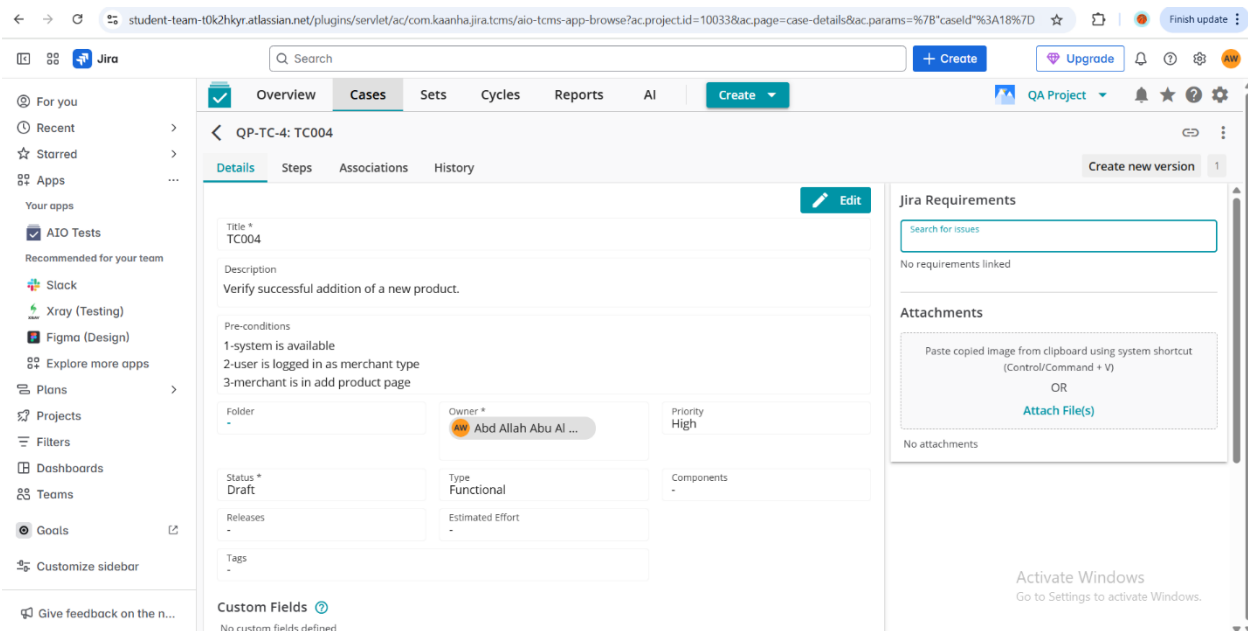 student-team-t0k2hkyr.atlassian.net/plugins/servlet/ac/com.kaanha.jira.tcms/aio-tcms-app-browse?ac.project.id=10033&ac.page=case-details&ac.params=%7B"caseId"%3A18%7D
Finish update
Jira
Search
+ Create
Upgrade
AW
For you
Recent
Starred
Apps
Your apps
AIO Tests
Recommended for your team
Slack
Xray (Testing)
Figma (Design)
Explore more apps
Plans
Projects
Filters
Dashboards
Teams
Goals
Customize sidebar
Give feedback on the n...
Overview Cases Sets Cycles Reports AI Create
QA Project
QP-TC-4: TC004
Details Steps Associations History
Create new version 1
Edit
Title *
TC004
Description
Verify successful addition of a new product.
Pre-conditions
1-system is available
2-user is logged in as merchant type
3-merchant is in add product page
Folder
-
Owner *
AW Abd Allah Abu Al ...
Priority
High
Status *
Draft
Type
Functional
Components
-
Releases
-
Estimated Effort
-
Tags
-
Custom Fields
No custom fields defined
Jira Requirements
Search for issues
No requirements linked
Attachments
Paste copied image from clipboard using system shortcut
(Control/Command + V)
OR
Attach File(s)
No attachments
Activate Windows
Go to Settings to activate Windows.